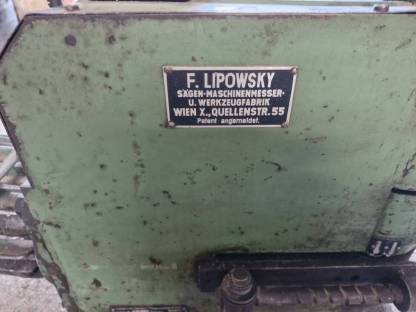 F. LIPOWSKY
SÄGEN-MASCHINENMESSER-
U. WERKZEUGFABRIK
WIEN X., QUELLENSTR. 55
Patent angemeldet.